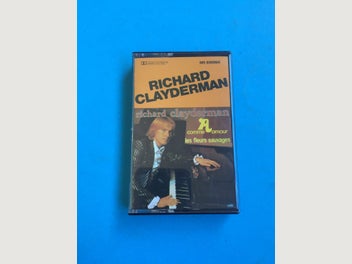 RICHARD
CLAYDERMAN
richard clayderman
A
comme amour
les fleurs sauvages